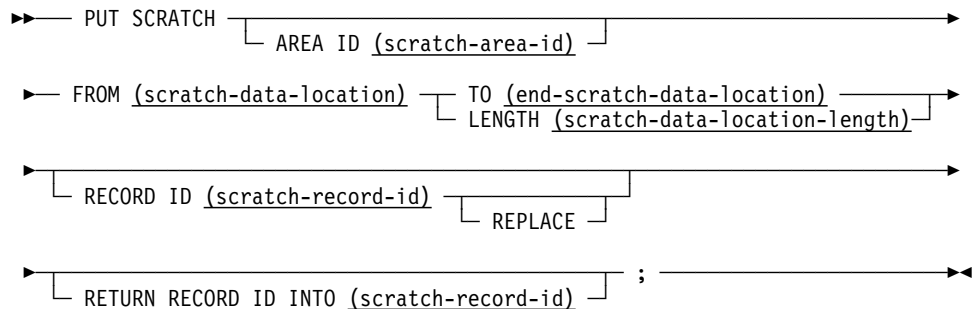 PUT SCRATCH
AREA ID (scratch-area-id)
FROM (scratch-data-location) TO (end-scratch-data-location)
LENGTH (scratch-data-location-length)
RECORD ID (scratch-record-id)
REPLACE
;
RETURN RECORD ID INTO (scratch-record-id)